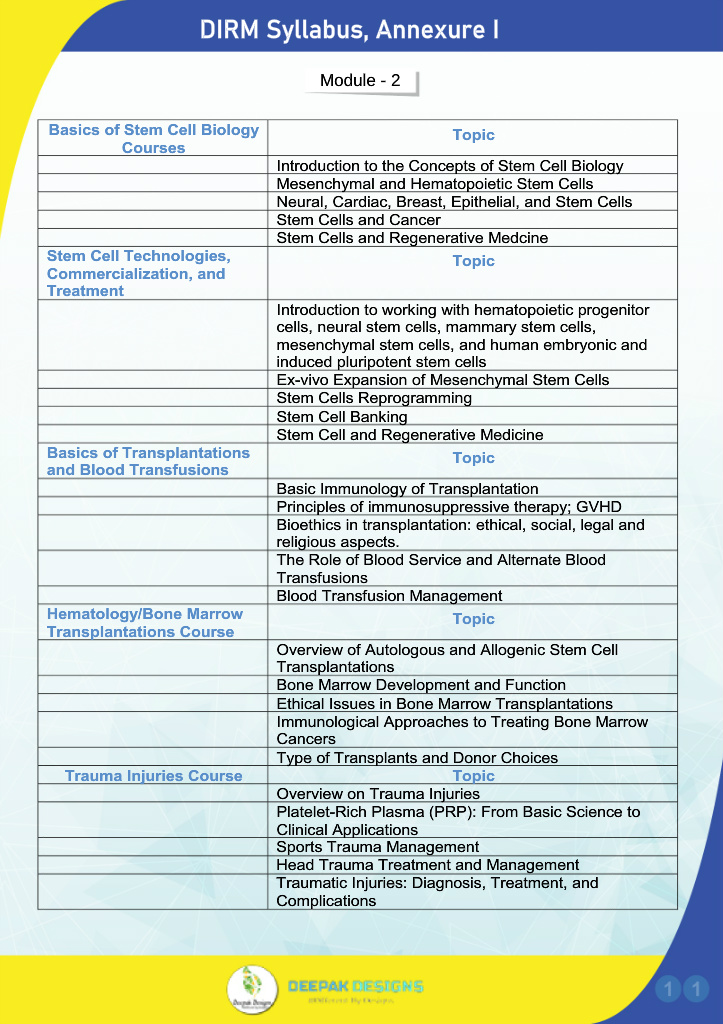 DIRM Syllabus, Annexure I
Module - 2
Basics of Stem Cell Biology
Courses
Topic
Introduction to the Concepts of Stem Cell Biology
Mesenchymal and Hematopoietic Stem Cells
Neural, Cardiac, Breast, Epithelial, and Stem Cells
Stem Cells and Cancer
Stem Cells and Regenerative Medcine
Stem Cell Technologies,
Commercialization, and
Treatment
Topic
Introduction to working with hematopoietic progenitor
cells, neural stem cells, mammary stem cells,
mesenchymal stem cells, and human embryonic and
induced pluripotent stem cells
Ex-vivo Expansion of Mesenchymal Stem Cells
Stem Cells Reprogramming
Stem Cell Banking
Stem Cell and Regenerative Medicine
Basics of Transplantations
and Blood Transfusions
Topic
Basic Immunology of Transplantation
Principles of immunosuppressive therapy; GVHD
Bioethics in transplantation: ethical, social, legal and
religious aspects.
The Role of Blood Service and Alternate Blood
Transfusions
Blood Transfusion Management
Hematology/Bone Marrow
Transplantations Course
Topic
Overview of Autologous and Allogenic Stem Cell
Transplantations
Bone Marrow Development and Function
Ethical Issues in Bone Marrow Transplantations
Immunological Approaches to Treating Bone Marrow
Cancers
Type of Transplants and Donor Choices
Trauma Injuries Course
Topic
Overview on Trauma Injuries
Platelet-Rich Plasma (PRP): From Basic Science to
Clinical Applications
Sports Trauma Management
Head Trauma Treatment and Management
Traumatic Injuries: Diagnosis, Treatment, and
Complications
Deepak Designs
DEEPAK DESIGNS
By Designs
1 1